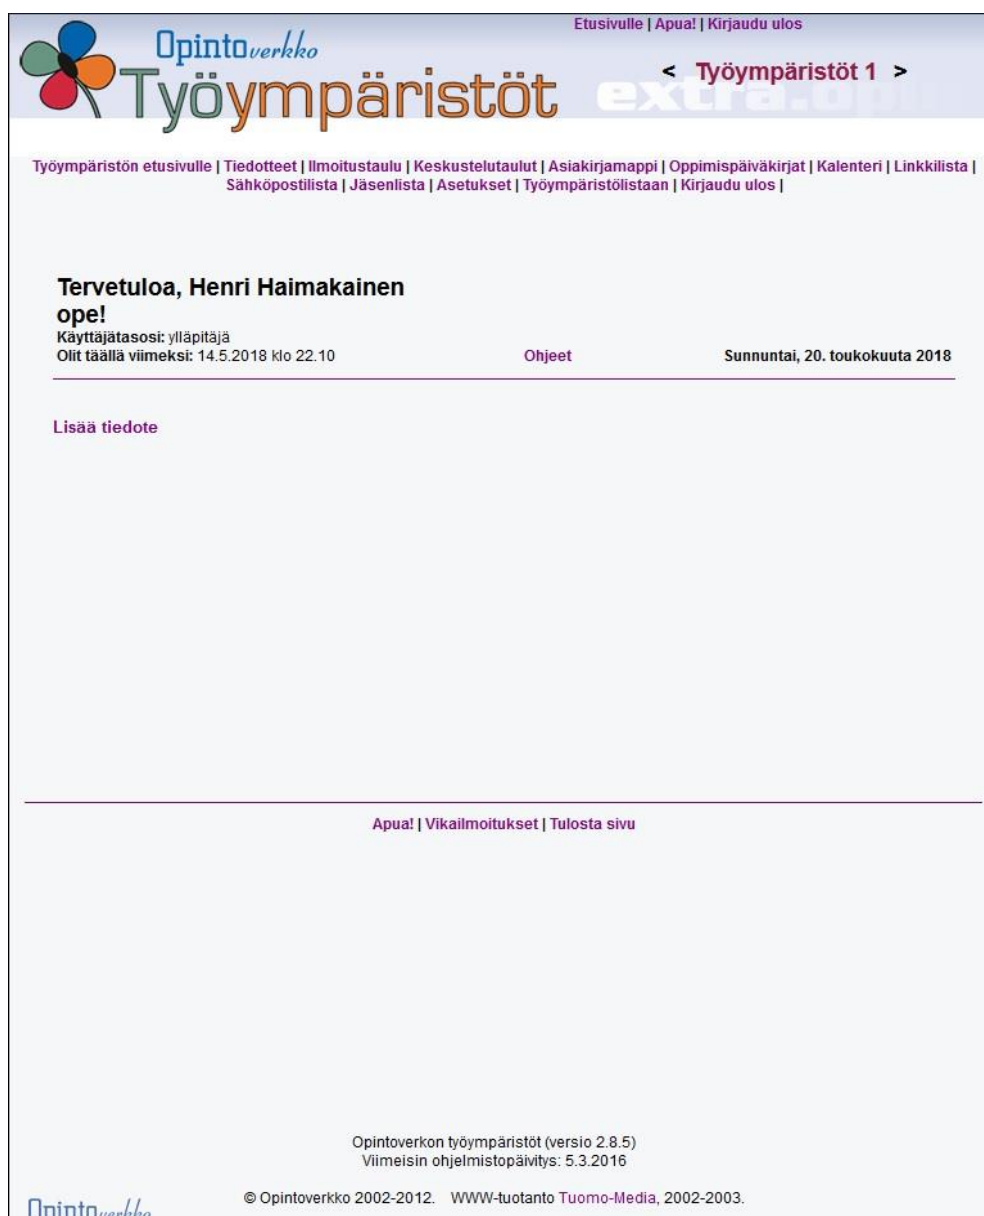 Etusivulle | Apua! | Kirjaudu ulos
Opintoverkko
Työympäristöt
< Työympäristöt 1 >
extra.opin
Työympäristön etusivulle | Tiedotteet | Ilmoitustaulu | Keskustelutaulut | Asiakirjamappi | Oppimispäiväkirjat | Kalenteri | Linkkilista |
Sähköpostilista | Jäsenlista | Asetukset | Työympäristölistaan | Kirjaudu ulos |
Tervetuloa, Henri Haimakainen
ope!
Käyttäjätasosi: ylläpitäjä
Olit täällä viimeksi: 14.5.2018 klo 22.10
Ohjeet
Sunnuntai, 20. toukokuuta 2018
Lisää tiedote
Apua! | Vikailmoitukset | Tulosta sivu
Opintoverkon työympäristöt (versio 2.8.5)
Viimeisin ohjelmistopäivitys: 5.3.2016
© Opintoverkko 2002-2012. WWW-tuotanto Tuomo-Media, 2002-2003.
Opintoverkko